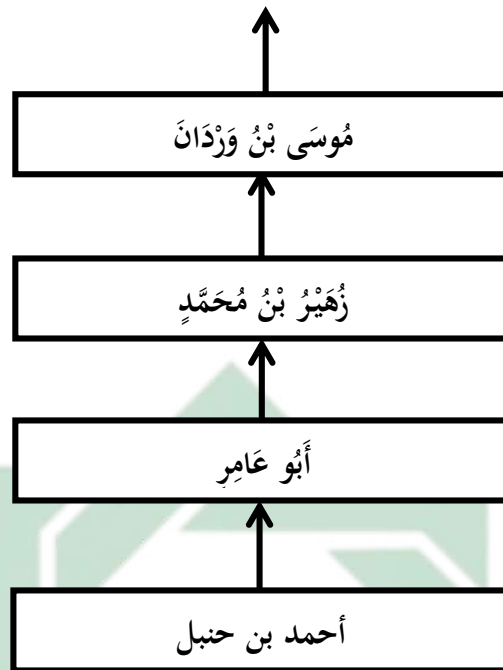 مُوسَى بْنُ وَرْدَانَ
زُهَيْرُ بْنُ مُحَمَّدٍ
أَبُو عَامِرٍ
أحمد بن حنبل